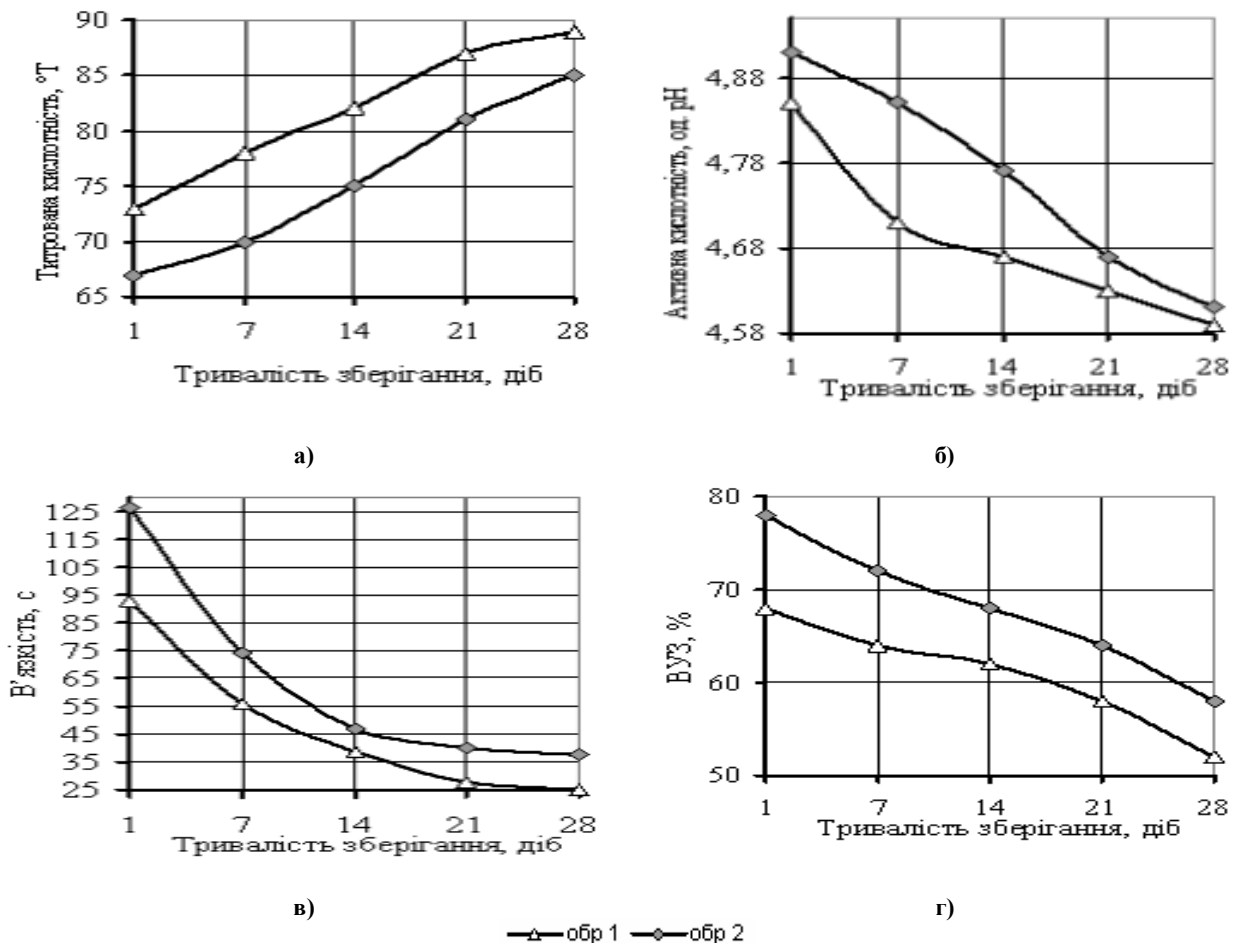 Титрована кислотність, °Т
90
85
80
75
70
65
1 7 14 21 28
Тривалість зберігання, діб
а)
Активна кислотність, од. рН
4,88
4,78
4,68
4,58
1 7 14 21 28
Тривалість зберігання, діб
б)
В'язкість, с
125
115
105
95
85
75
65
55
45
35
25
1 7 14 21 28
Тривалість зберігання, діб
в)
ВУЗ, %
80
70
60
50
1 7 14 21 28
Тривалість зберігання, діб
г)
обр 1 обр 2